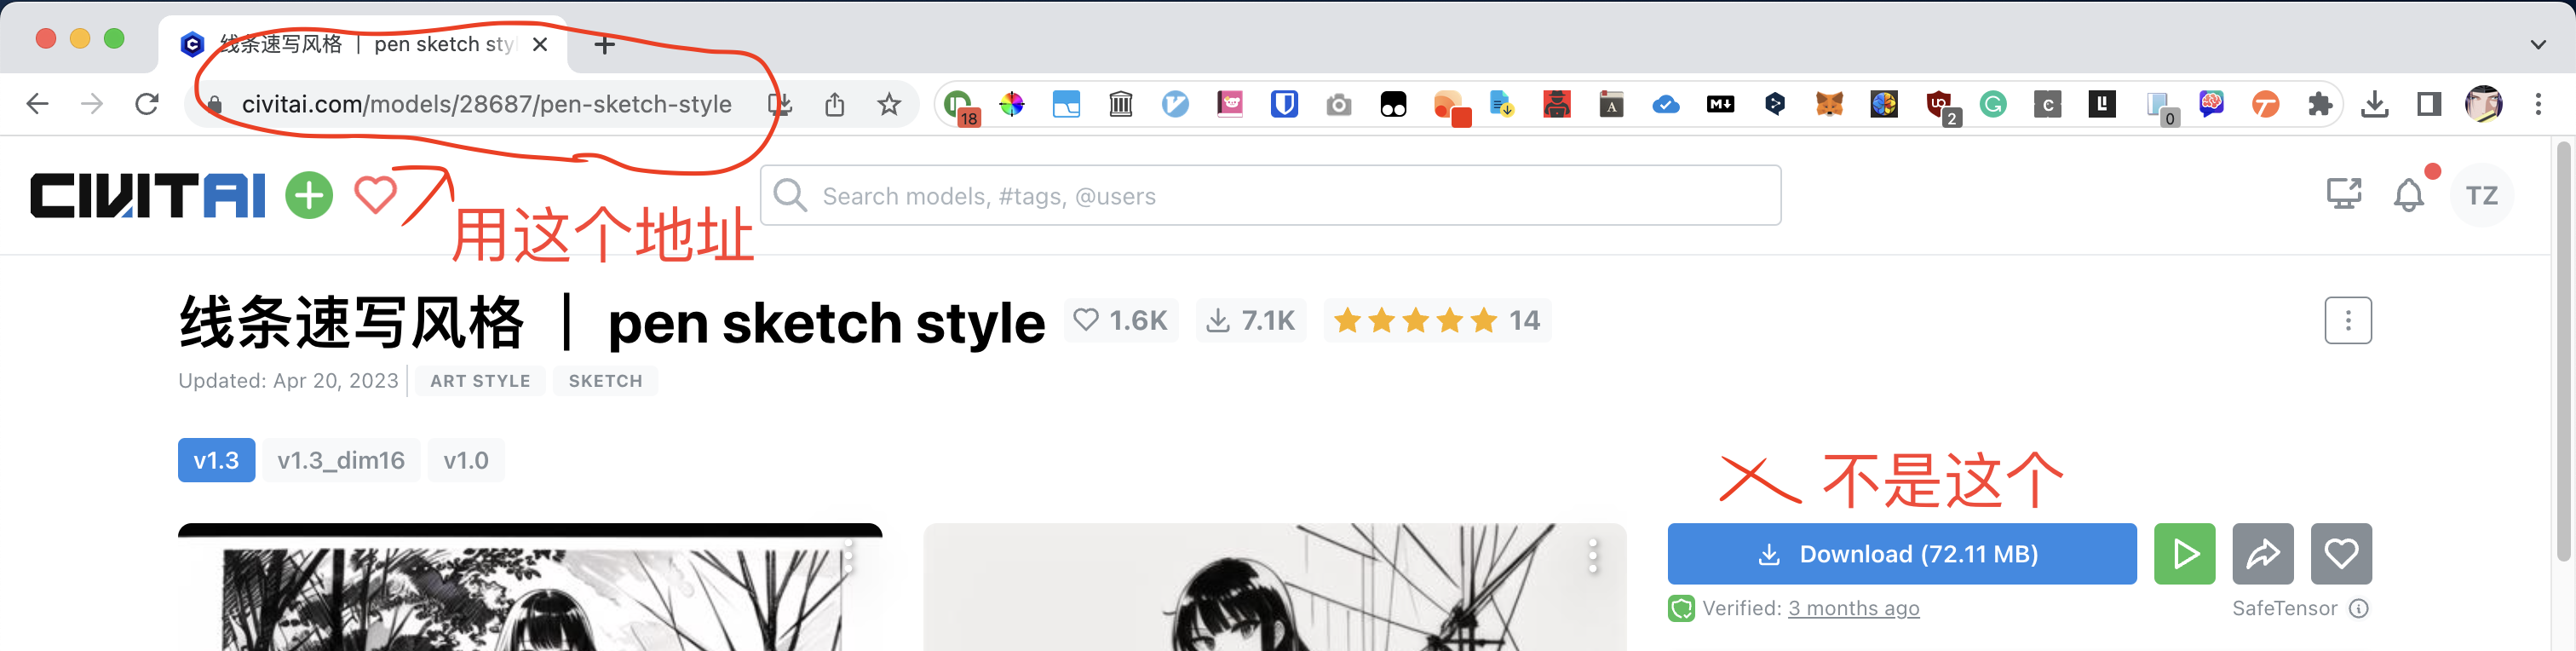 线条速写风格 ｜ pen sketch sty
civitai.com/models/28687/pen-sketch-style
18
2
0
CIVITAI
Search models, #tags, @users
TZ
用这个地址
线条速写风格 ｜ pen sketch style 1.6K 7.1K 14
Updated: Apr 20, 2023 ART STYLE SKETCH
v1.3 v1.3_dim16 v1.0
不是这个
Download (72.11 MB)
Verified: 3 months ago SafeTensor